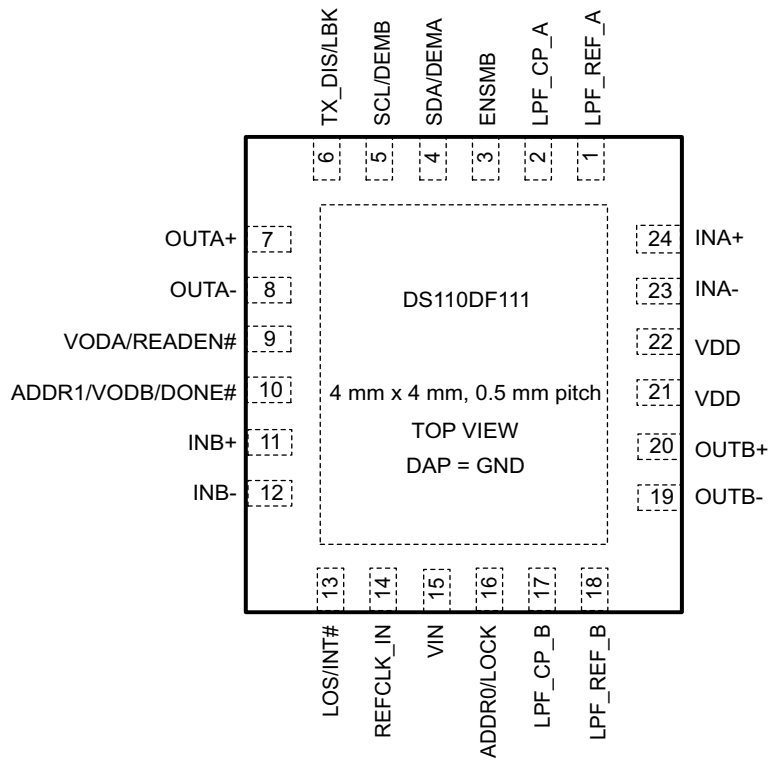 TX_DIS/LBK
SCL/DEMB
SDA/DEMA
ENSMB
LPF_CP_A
LPF_REF_A
6
5
4
3
2
1
OUTA+ 7
OUTA- 8
VODA/READEN# 9
ADDR1/VODB/DONE# 10
INB+ 11
INB- 12
DS110DF111
4 mm x 4 mm, 0.5 mm pitch
TOP VIEW
DAP = GND
24 INA+
23 INA-
22 VDD
21 VDD
20 OUTB+
19 OUTB-
13
14
15
16
17
18
LOS/INT#
REFCLK_IN
VIN
ADDR0/LOCK
LPF_CP_B
LPF_REF_B